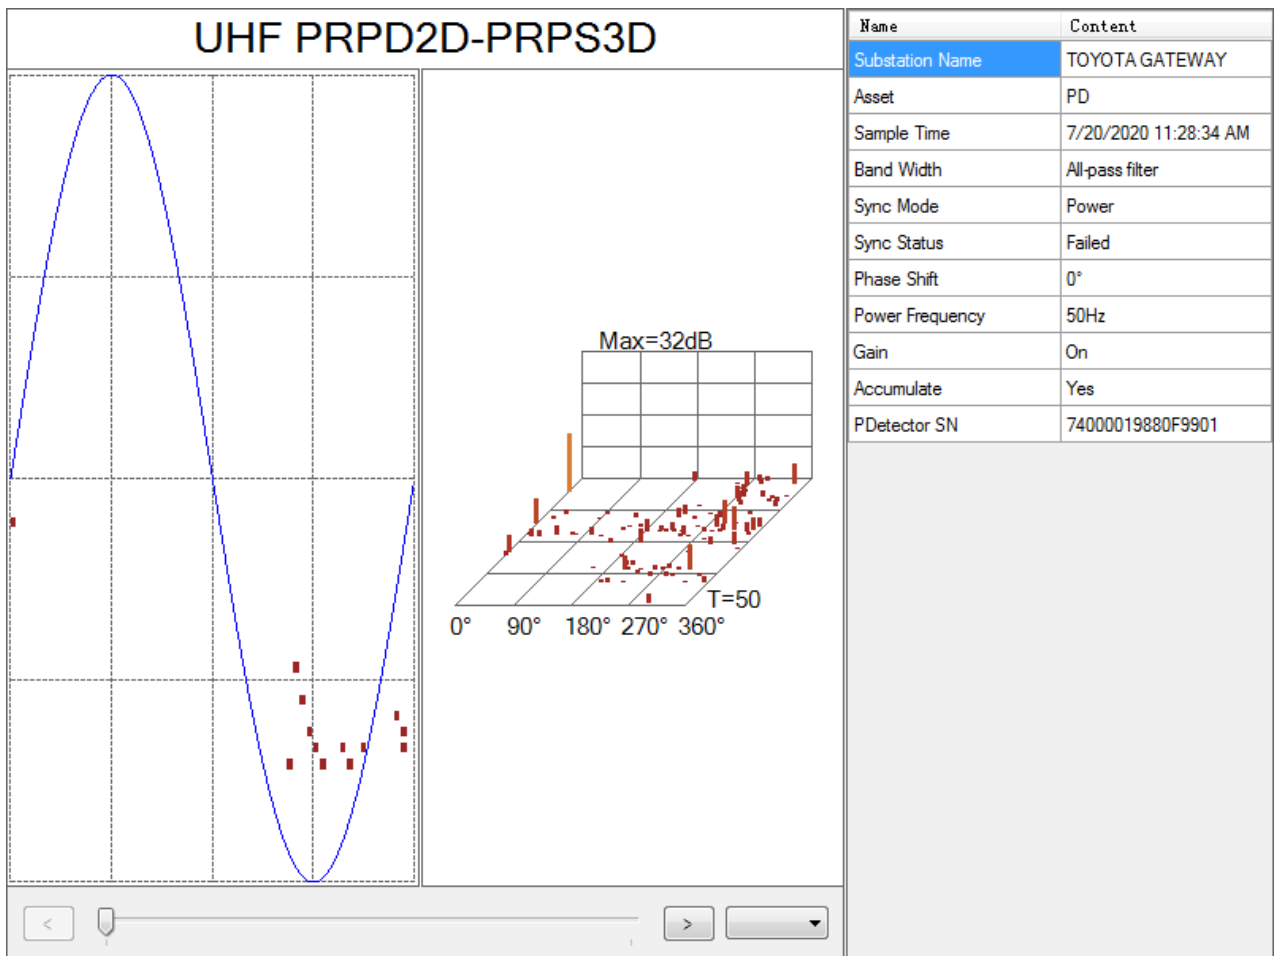 UHF PRPD2D-PRPS3D
Max=32dB
T=50
0° 90° 180° 270° 360°
<
>
Name Content
Substation Name TOYOTA GATEWAY
Asset PD
Sample Time 7/20/2020 11:28:34 AM
Band Width All-pass filter
Sync Mode Power
Sync Status Failed
Phase Shift 0°
Power Frequency 50Hz
Gain On
Accumulate Yes
PDetector SN 74000019880F9901